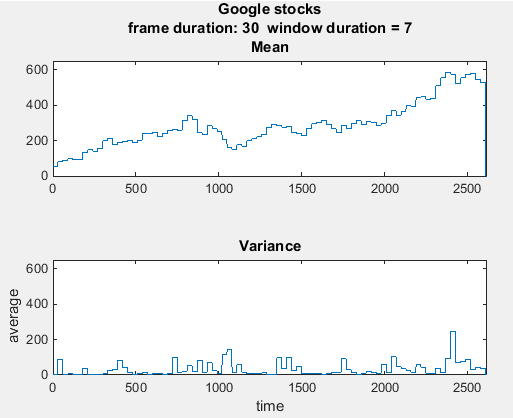 Google stocks
frame duration: 30 window duration = 7
Mean
600
400
200
0
0 500 1000 1500 2000 2500
Variance
600
400
200
0
average
0 500 1000 1500 2000 2500
time